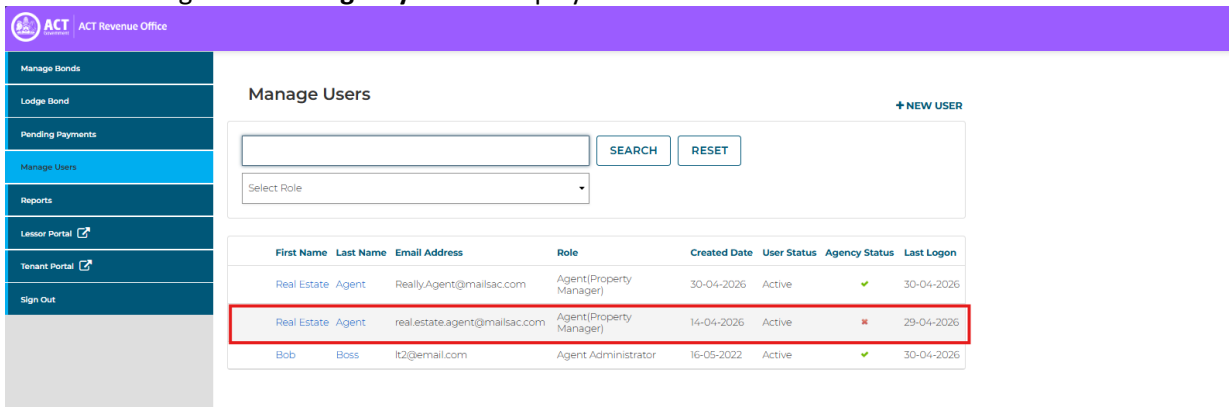 ACT
Government
ACT Revenue Office
Manage Bonds
Lodge Bond
Pending Payments
Manage Users
Reports
Lessor Portal
Tenant Portal
Sign Out
Manage Users
+ NEW USER
SEARCH RESET
Select Role
First Name Last Name Email Address Role Created Date User Status Agency Status Last Logon
Real Estate Agent Really.Agent@mailsac.com Agent(Property Manager) 30-04-2026 Active ✔ 30-04-2026
Real Estate Agent real.estate.agent@mailsac.com Agent(Property Manager) 14-04-2026 Active ✖ 29-04-2026
Bob Boss lt2@email.com Agent Administrator 16-05-2022 Active ✔ 30-04-2026